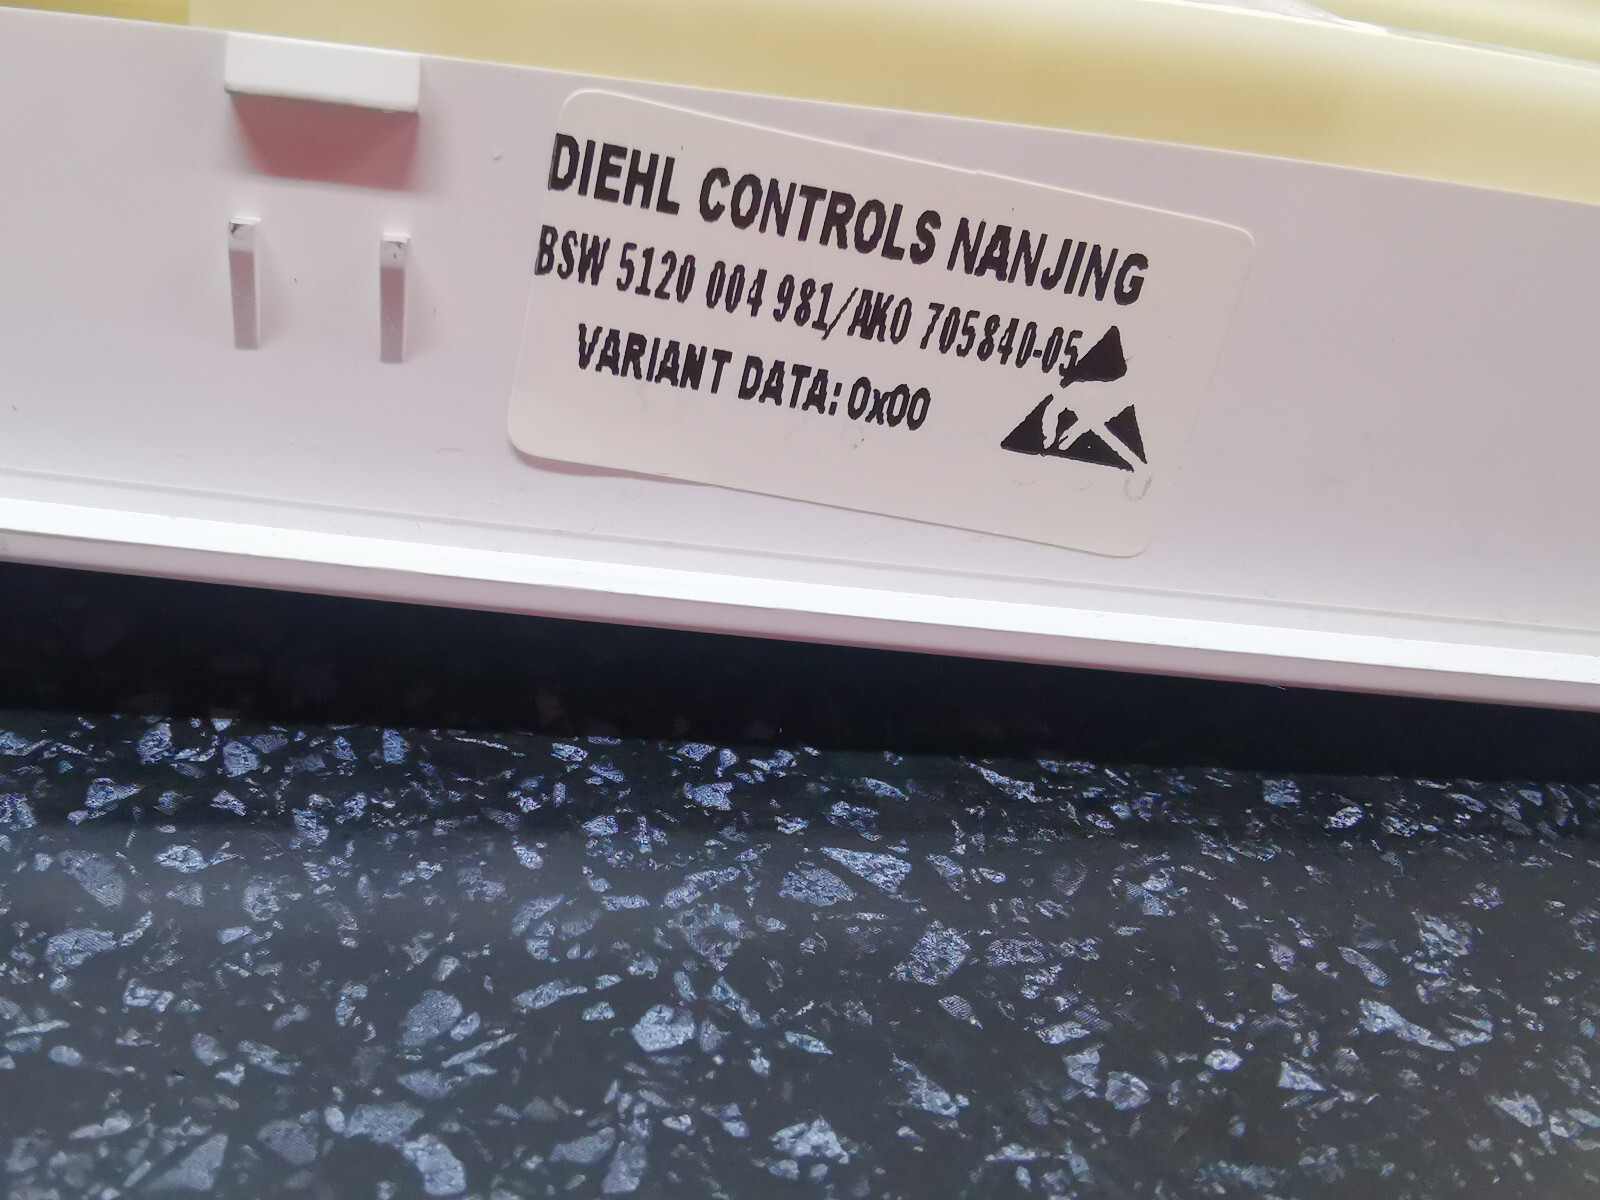 DIEHL CONTROLS NANJING
BSW 5120 004 981/AKO 705840-05
VARIANT DATA: 0x00